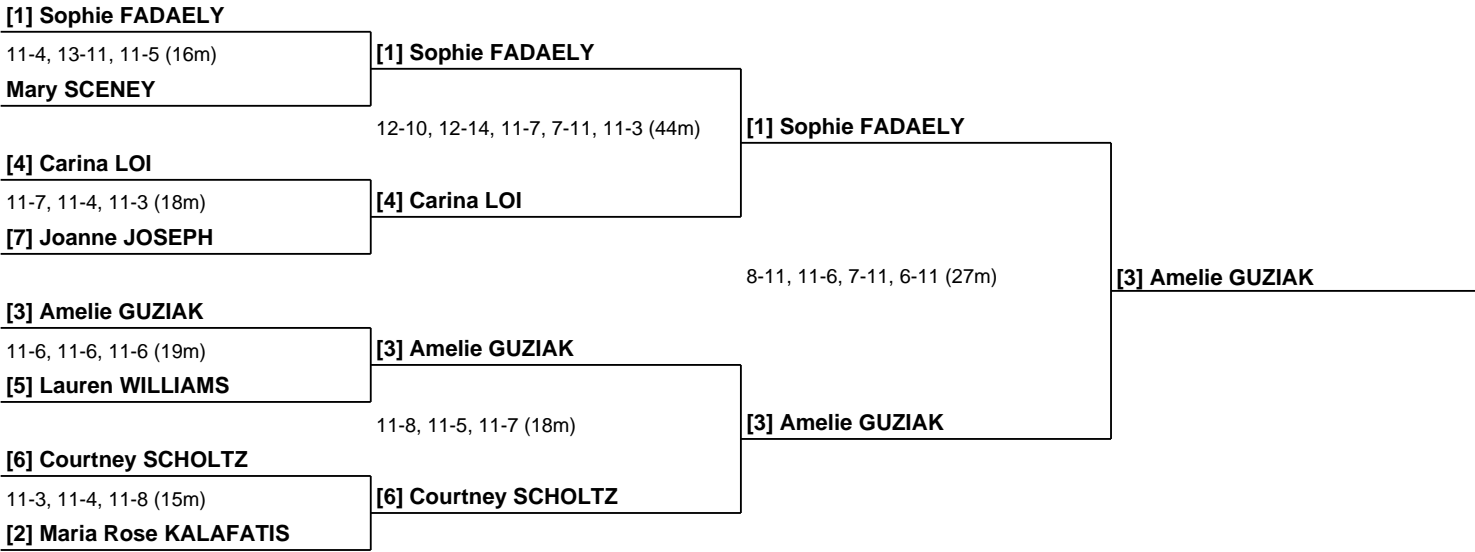 [1] Sophie FADAELY
11-4, 13-11, 11-5 (16m)
Mary SCENEY
[4] Carina LOI
11-7, 11-4, 11-3 (18m)
[7] Joanne JOSEPH
[3] Amelie GUZIAK
11-6, 11-6, 11-6 (19m)
[5] Lauren WILLIAMS
[6] Courtney SCHOLTZ
11-3, 11-4, 11-8 (15m)
[2] Maria Rose KALAFATIS
[1] Sophie FADAELY
12-10, 12-14, 11-7, 7-11, 11-3 (44m)
[4] Carina LOI
[3] Amelie GUZIAK
11-8, 11-5, 11-7 (18m)
[6] Courtney SCHOLTZ
[1] Sophie FADAELY
8-11, 11-6, 7-11, 6-11 (27m)
[3] Amelie GUZIAK
[3] Amelie GUZIAK